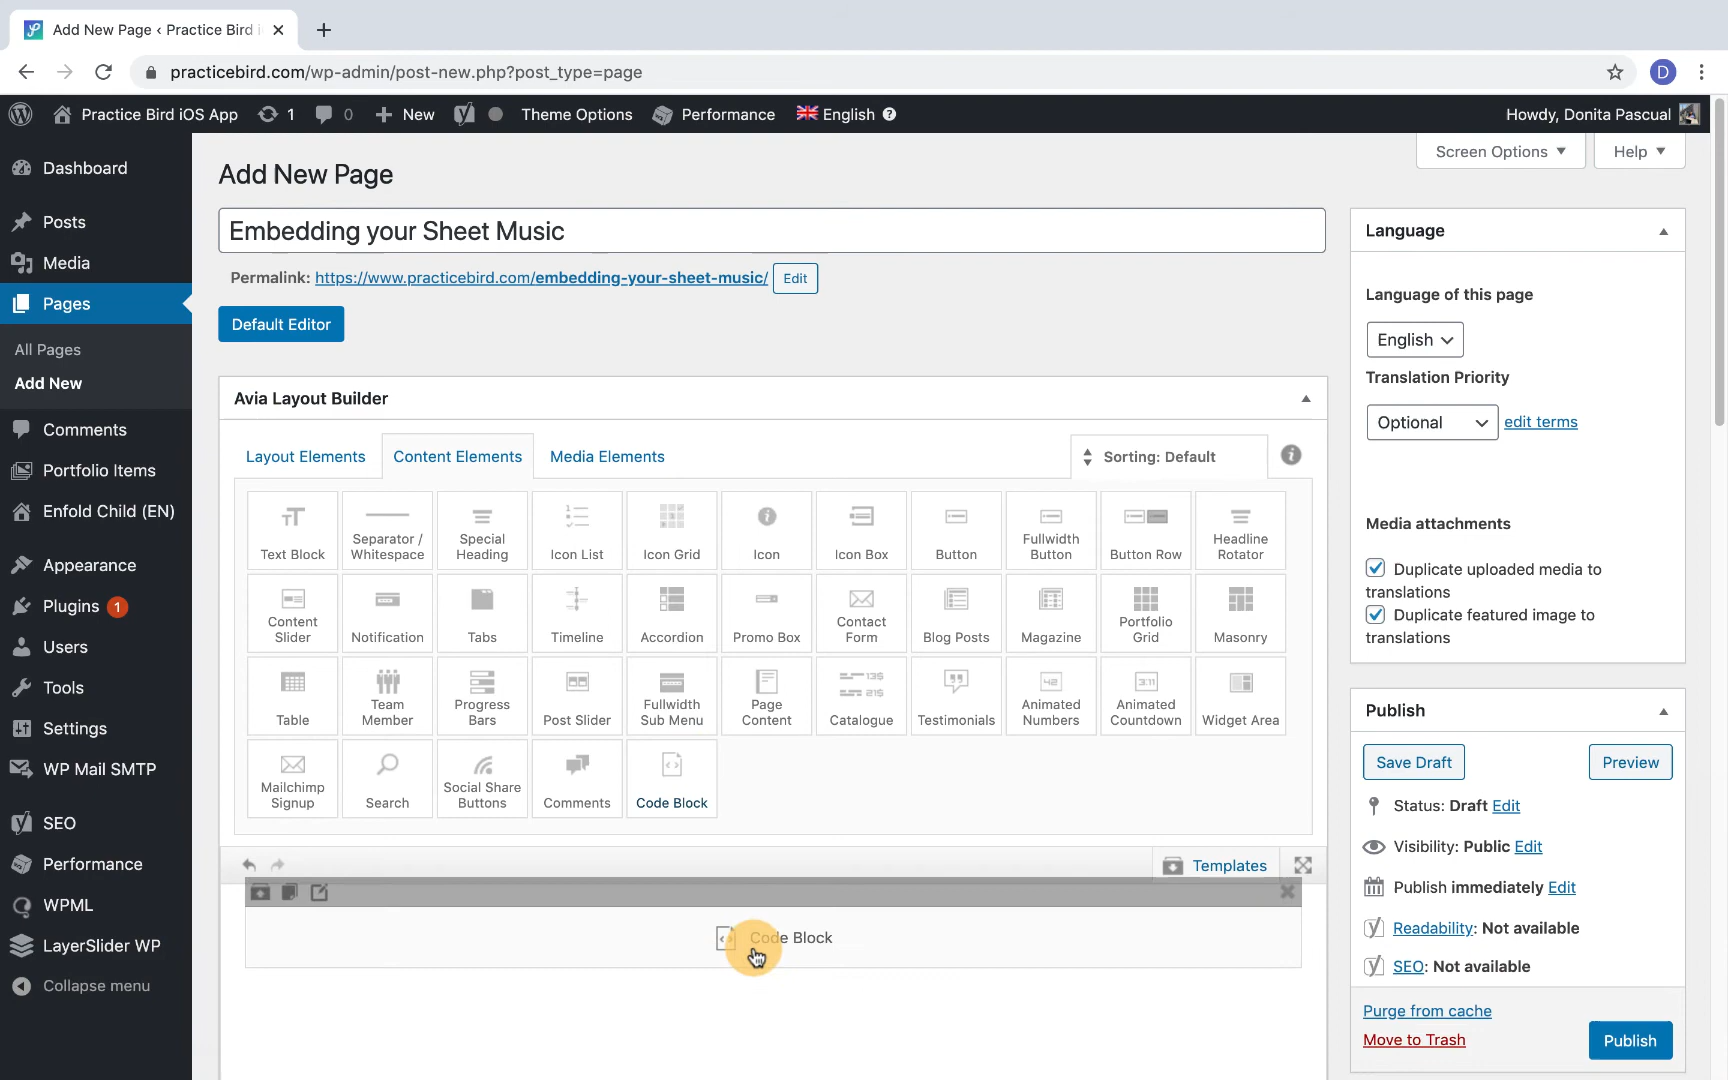 Add New Page ‹ Practice Bird i
practicebird.com/wp-admin/post-new.php?post_type=page
D
Practice Bird iOS App
1
0
New
Theme Options
Performance
English
Howdy, Donita Pascual
Dashboard
Posts
Media
Pages
All Pages
Add New
Comments
Portfolio Items
Enfold Child (EN)
Appearance
Plugins 1
Users
Tools
Settings
WP Mail SMTP
SEO
Performance
WPML
LayerSlider WP
Collapse menu
Screen Options
Help
Add New Page
Embedding your Sheet Music
Permalink: https://www.practicebird.com/embedding-your-sheet-music/ Edit
Default Editor
Avia Layout Builder
Layout Elements
Content Elements
Media Elements
Sorting: Default
Text Block
Separator /
Whitespace
Special
Heading
Icon List
Icon Grid
Icon
Icon Box
Button
Fullwidth
Button
Button Row
Headline
Rotator
Content
Slider
Notification
Tabs
Timeline
Accordion
Promo Box
Contact
Form
Blog Posts
Magazine
Portfolio
Grid
Masonry
Table
Team
Member
Progress
Bars
Post Slider
Fullwidth
Sub Menu
Page
Content
13$
21$
Catalogue
Testimonials
42
Animated
Numbers
3:11
Animated
Countdown
Widget Area
Mailchimp
Signup
Search
Social Share
Buttons
Comments
Code Block
Templates
Code Block
Language
Language of this page
English
Translation Priority
Optional
edit terms
Media attachments
Duplicate uploaded media to
translations
Duplicate featured image to
translations
Publish
Save Draft
Preview
Status: Draft Edit
Visibility: Public Edit
Publish immediately Edit
Readability: Not available
SEO: Not available
Purge from cache
Move to Trash
Publish